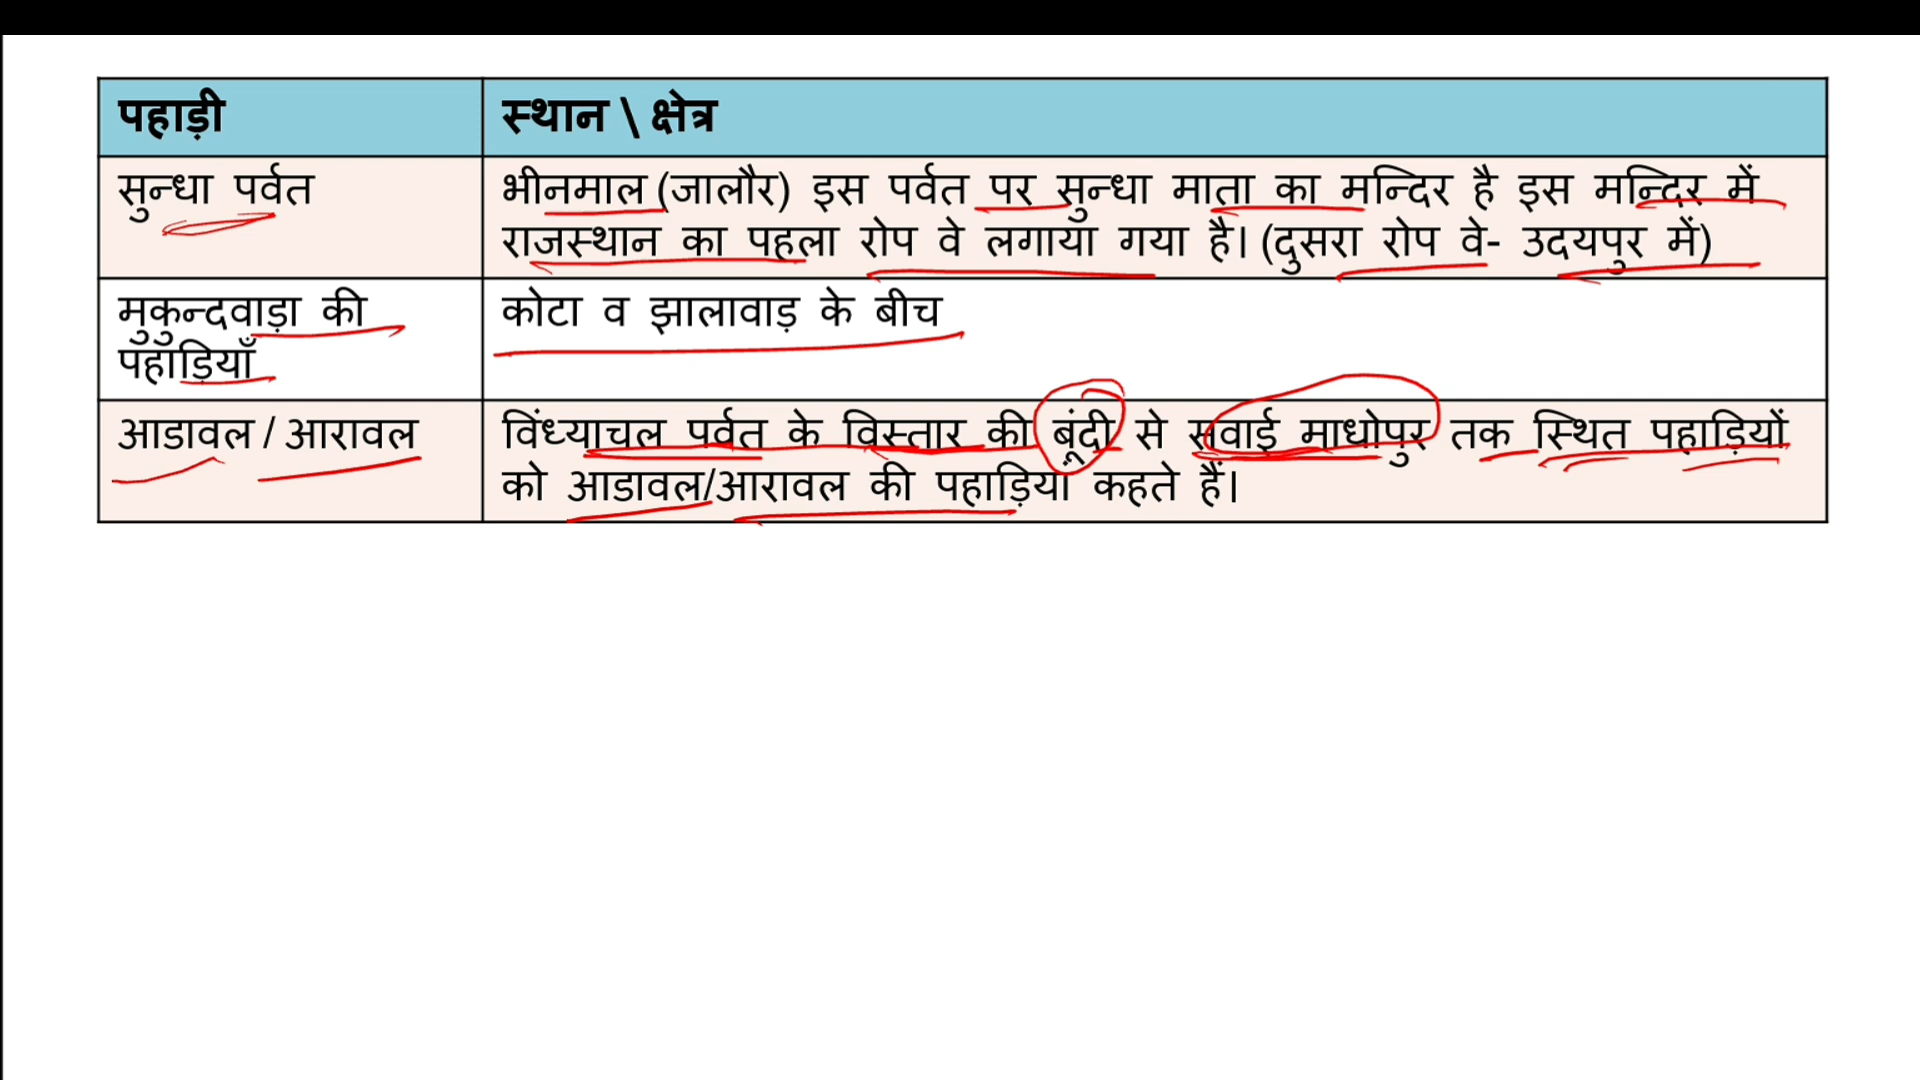 पहाड़ी स्थान \ क्षेत्र
सुन्धा पर्वत भीनमाल (जालौर) इस पर्वत पर सुन्धा माता का मन्दिर है इस मन्दिर में
राजस्थान का पहला रोप वे लगाया गया है। (दुसरा रोप वे- उदयपुर में)
मुकुन्दवाड़ा की कोटा व झालावाड़ के बीच
पहाड़ियाँ
आडावल / आरावल विंध्याचल पर्वत के विस्तार की बूंदी से सवाई माधोपुर तक स्थित पहाड़ियों
को आडावल/आरावल की पहाड़ियां कहते हैं।